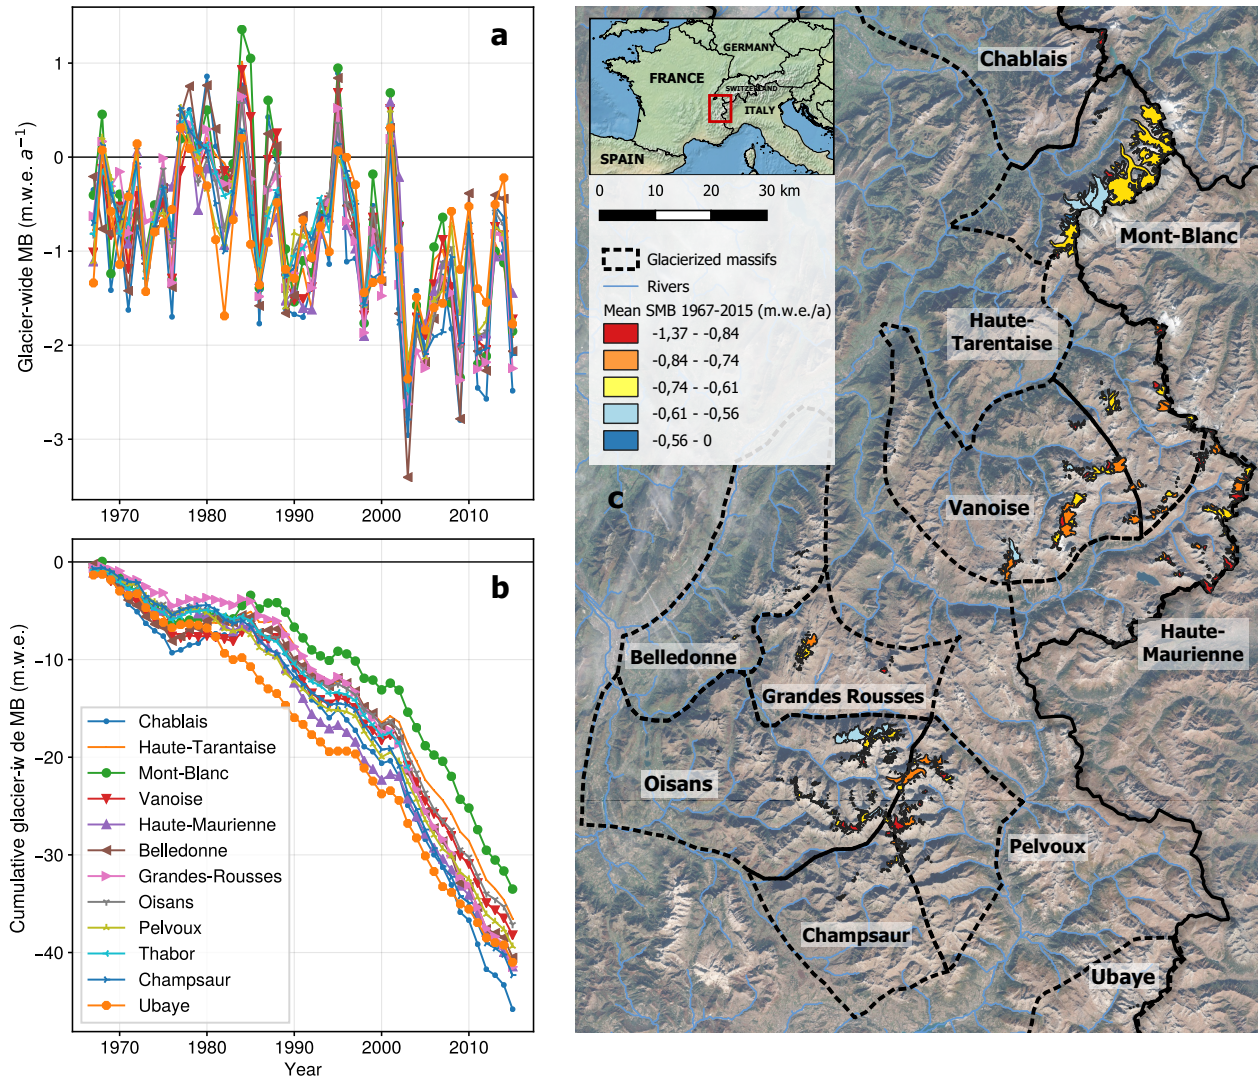 a
Glacier-wide MB (m.w.e. a⁻¹)
1
0
−1
−2
−3
1970
1980
1990
2000
2010
b
Cumulative glacier-w de MB (m.w.e.)
0
−10
−20
−30
−40
Chablais
Haute-Tarantaise
Mont-Blanc
Vanoise
Haute-Maurienne
Belledonne
Grandes-Rousses
Oisans
Pelvoux
Thabor
Champsaur
Ubaye
1970
1980
1990
2000
2010
Year
c
GERMANY
FRANCE
SWITZERLAND
ITALY
SPAIN
0 10 20 30 km
Glacierized massifs
Rivers
Mean SMB 1967-2015 (m.w.e./a)
-1,37 - -0,84
-0,84 - -0,74
-0,74 - -0,61
-0,61 - -0,56
-0,56 - 0
Chablais
Mont-Blanc
Haute-
Tarentaise
Vanoise
Haute-
Maurienne
Belledonne
Grandes Rousses
Oisans
Pelvoux
Champsaur
Ubaye